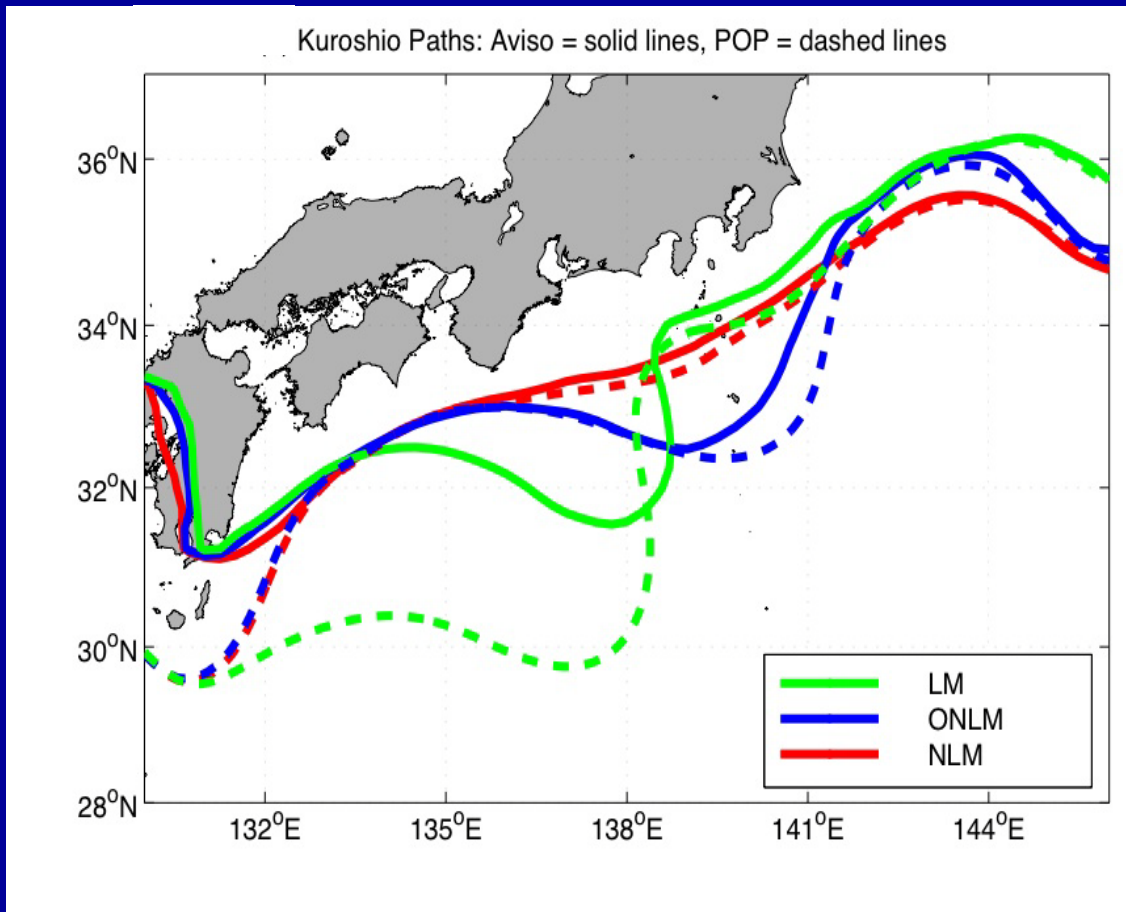 Kuroshio Paths: Aviso = solid lines, POP = dashed lines
36°N
34°N
32°N
30°N
28°N
132°E 135°E 138°E 141°E 144°E
LM
ONLM
NLM